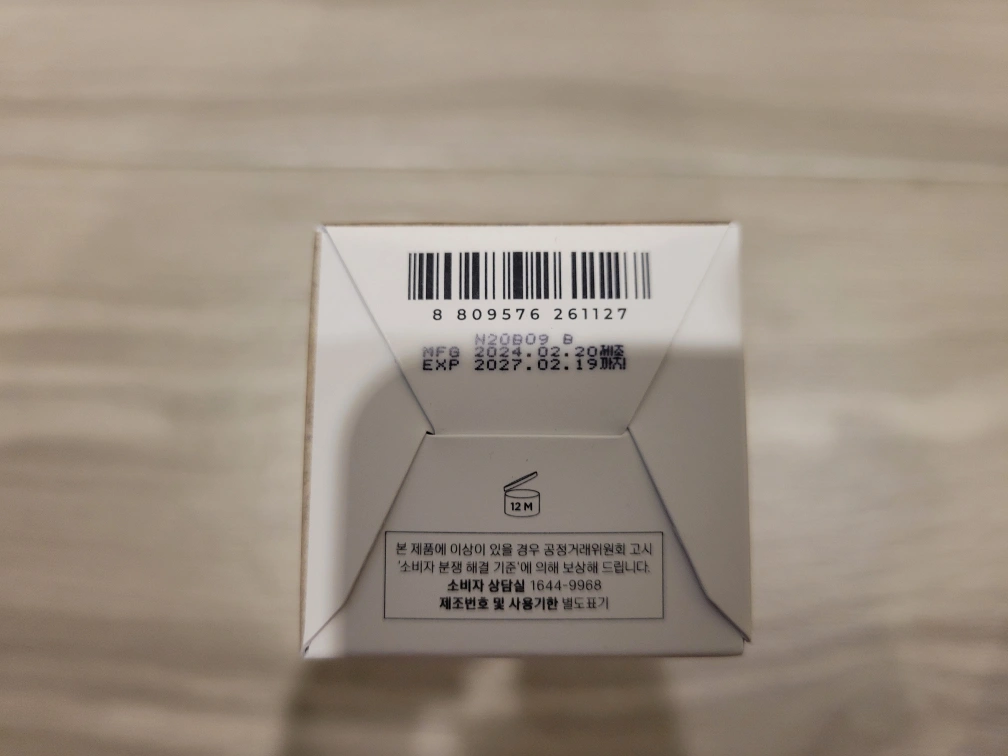 8 809576 261127
N20B09 B
MFG 2024.02.20제조
EXP 2027.02.19까지
12 M
본 제품에 이상이 있을 경우 공정거래위원회 고시
'소비자 분쟁 해결 기준'에 의해 보상해 드립니다.
소비자 상담실 1644-9968
제조번호 및 사용기한 별도표기